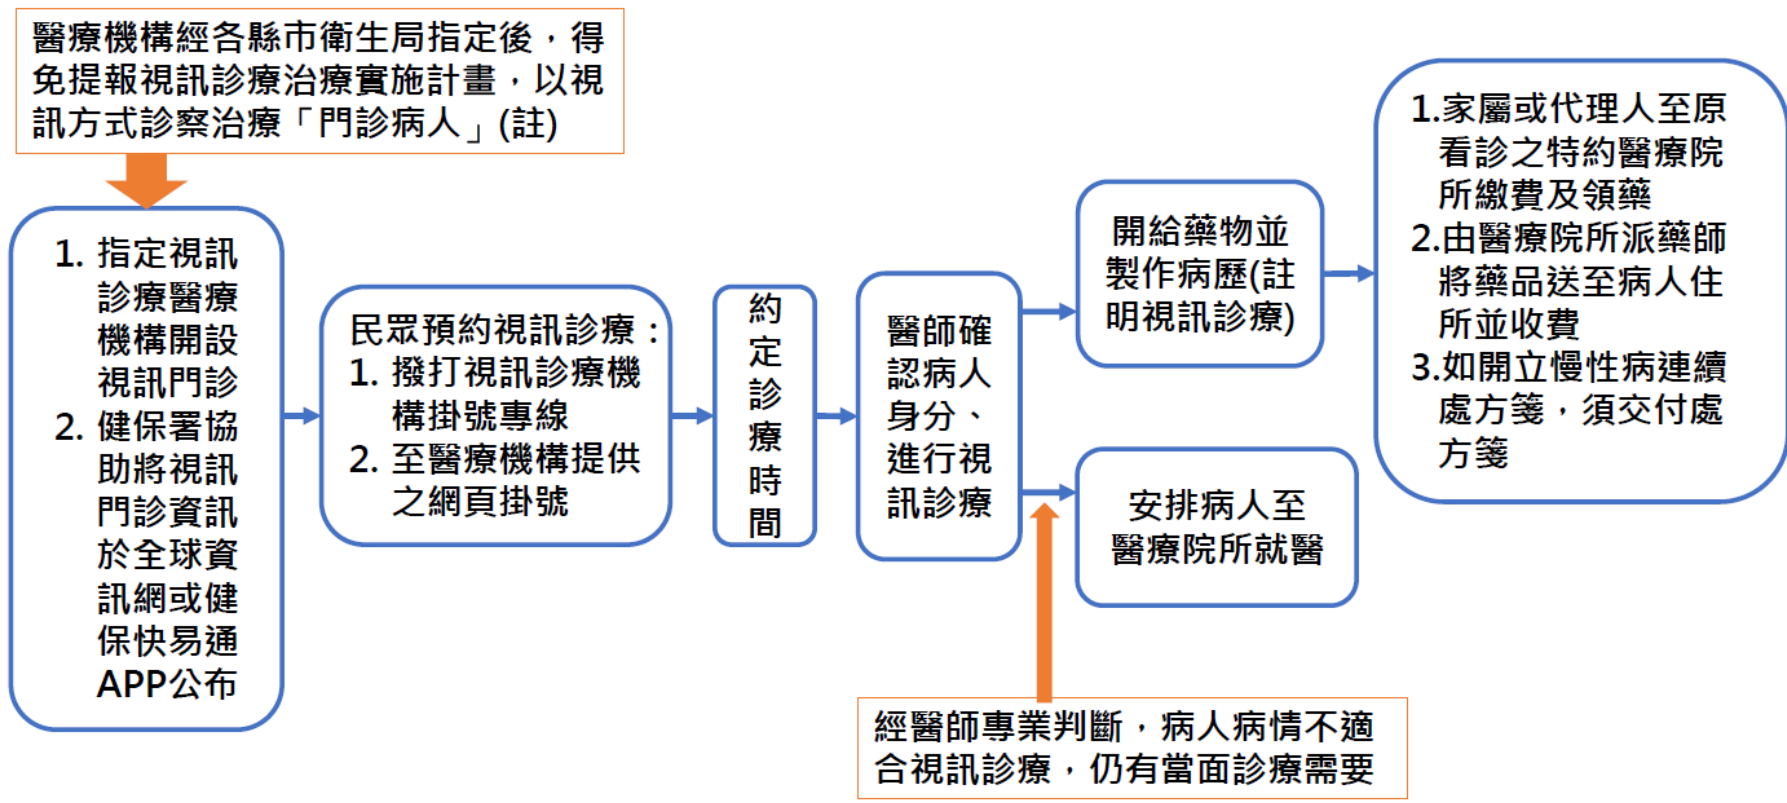 醫療機構經各縣市衛生局指定後，得
免提報視訊診療治療實施計畫，以視
訊方式診察治療「門診病人」(註)
1. 指定視訊
診療醫療
機構開設
視訊門診
2. 健保署協
助將視訊
門診資訊
於全球資
訊網或健
保快易通
APP公布
民眾預約視訊診療：
1. 撥打視訊診療機
構掛號專線
2. 至醫療機構提供
之網頁掛號
約
定
診
療
時
間
醫師確
認病人
身分、
進行視
訊診療
開給藥物並
製作病歷(註
明視訊診療)
1.家屬或代理人至原
看診之特約醫療院
所繳費及領藥
2.由醫療院所派藥師
將藥品送至病人住
所並收費
3.如開立慢性病連續
處方箋，須交付處
方箋
安排病人至
醫療院所就醫
經醫師專業判斷，病人病情不適
合視訊診療，仍有當面診療需要